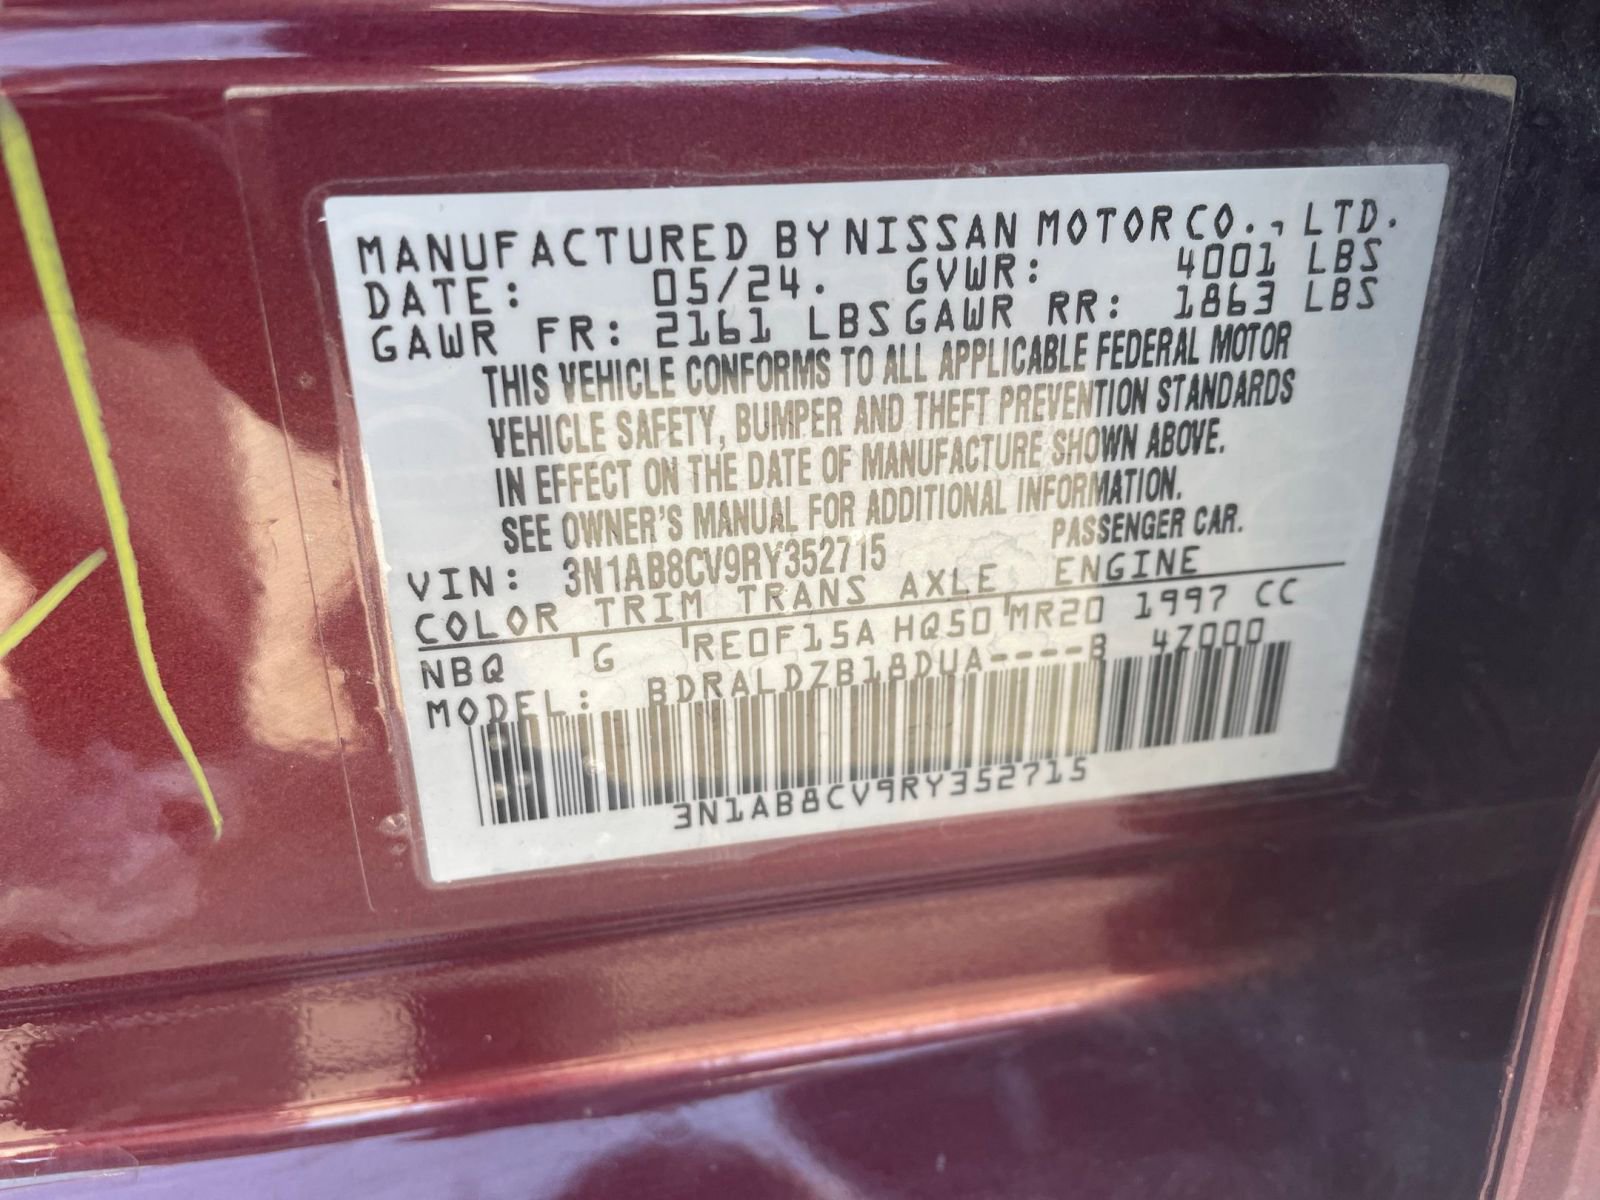 MANUFACTURED BY NISSAN MOTOR CO., LTD.
DATE: 05/24. GVWR: 4001 LBS
GAWR FR: 2161 LBS GAWR RR: 1863 LBS
THIS VEHICLE CONFORMS TO ALL APPLICABLE FEDERAL MOTOR
VEHICLE SAFETY, BUMPER AND THEFT PREVENTION STANDARDS
IN EFFECT ON THE DATE OF MANUFACTURE SHOWN ABOVE.
SEE OWNER'S MANUAL FOR ADDITIONAL INFORMATION.
VIN: 3N1AB8CV9RY352715 PASSENGER CAR.
COLOR TRIM TRANS AXLE ENGINE
NBQ G RE0F15A HQ50 MR20 1997 CC
MODEL: BDRALDZB18DUA----B 4Z000
3N1AB8CV9RY352715